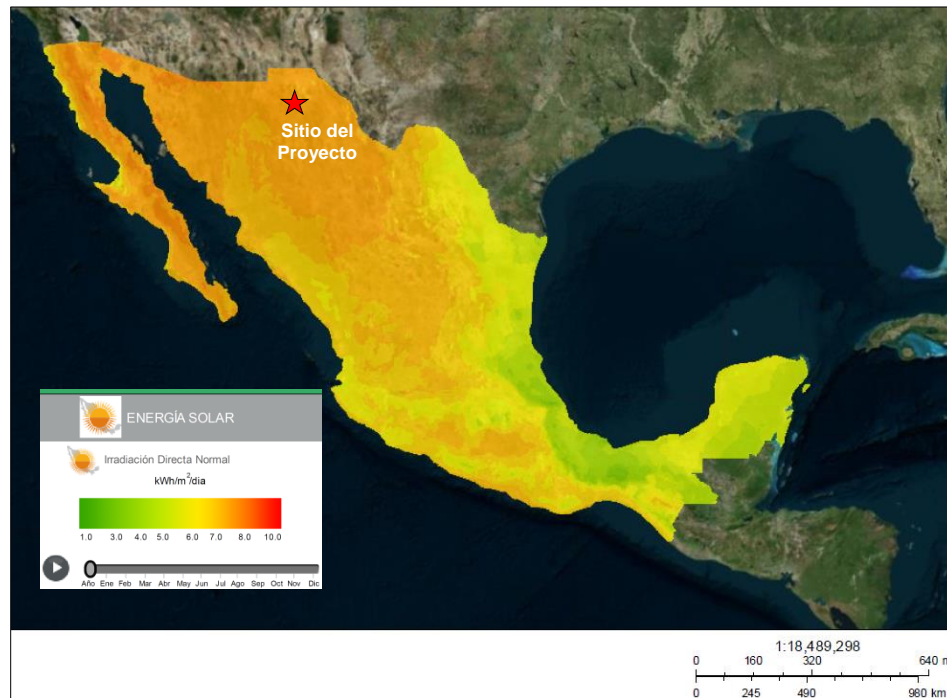 Sitio del
Proyecto
ENERGÍA SOLAR
Irradiación Directa Normal
kWh/m²/dia
1.0 3.0 4.0 5.0 6.0 7.0 8.0 10.0
Año Ene Feb Mar Abr May Jun Jul Ago Sep Oct Nov Dic
1:18,489,298
0 160 320 640
0 245 490 980 km